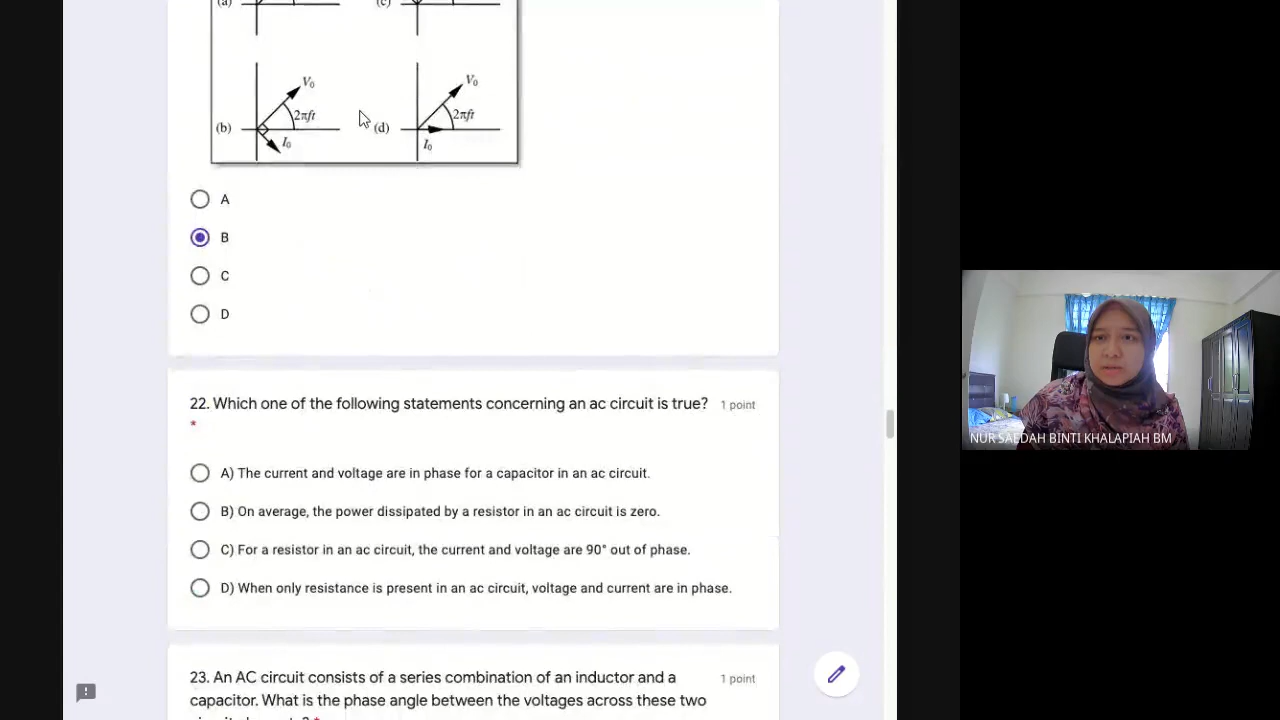 (a)
(c)
V₀
2πft
(b)
I₀
V₀
2πft
(d)
I₀
A
B
C
D
22. Which one of the following statements concerning an ac circuit is true? 1 point
*
A) The current and voltage are in phase for a capacitor in an ac circuit.
B) On average, the power dissipated by a resistor in an ac circuit is zero.
C) For a resistor in an ac circuit, the current and voltage are 90° out of phase.
D) When only resistance is present in an ac circuit, voltage and current are in phase.
23. An AC circuit consists of a series combination of an inductor and a 1 point
capacitor. What is the phase angle between the voltages across these two
NUR SAEDAH BINTI KHALAPIAH BM